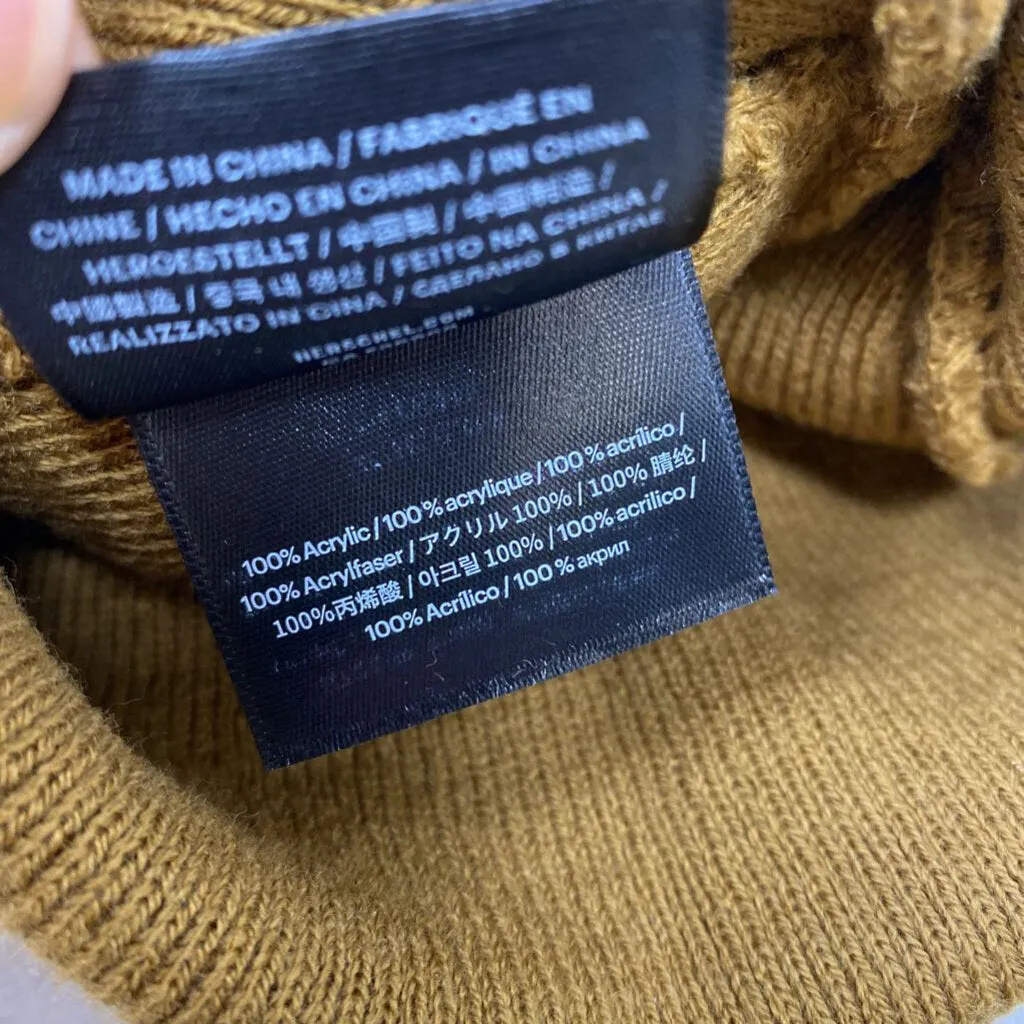 MADE IN CHINA / FABRIQUÉ EN
CHINE / HECHO EN CHINA / IN CHINA
HERGESTELLT / 中國製 / 中国制造 /
中國製造 / 중국 내 생산 / FEITO NA CHINA /
REALIZZATO IN CINA / СДЕЛАНО В КИТАЕ
HERSCHEL.COM
100% Acrylic / 100% acrylique / 100% acrílico /
100% Acrylfaser / アクリル 100% / 100% 腈纶 /
100%丙烯酸 / 아크릴 100% / 100% acrilico /
100% Acrílico / 100 % акрил